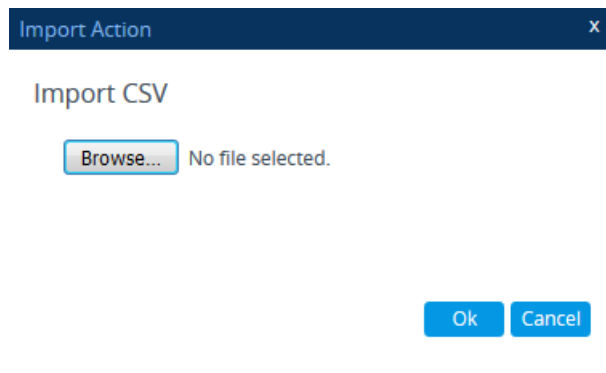 Import Action x
Import CSV
Browse... No file selected.
Ok Cancel